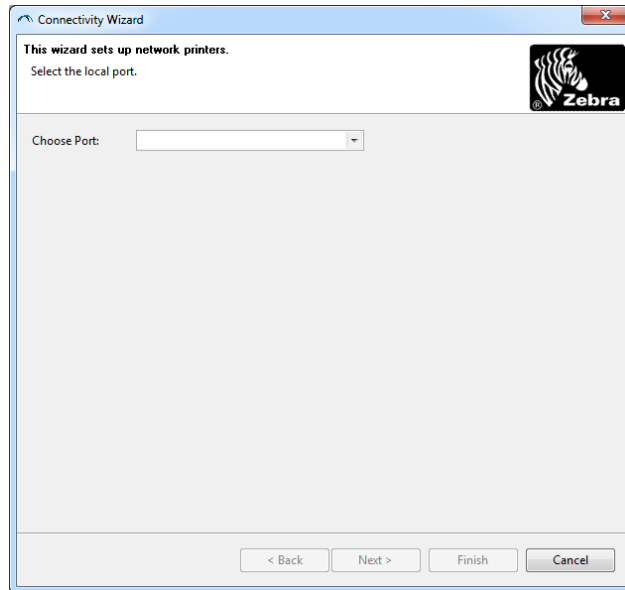 Connectivity Wizard
This wizard sets up network printers.
Select the local port.
® Zebra
Choose Port:
< Back Next > Finish Cancel